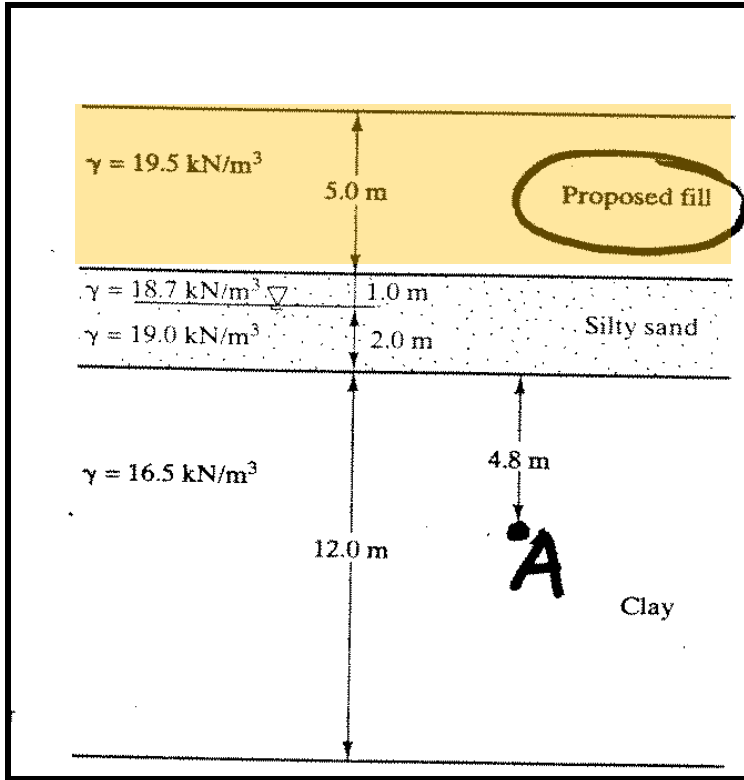 γ = 19.5 kN/m³
5.0 m
Proposed fill
γ = 18.7 kN/m³
1.0 m
γ = 19.0 kN/m³
2.0 m
Silty sand
γ = 16.5 kN/m³
4.8 m
12.0 m
A
Clay